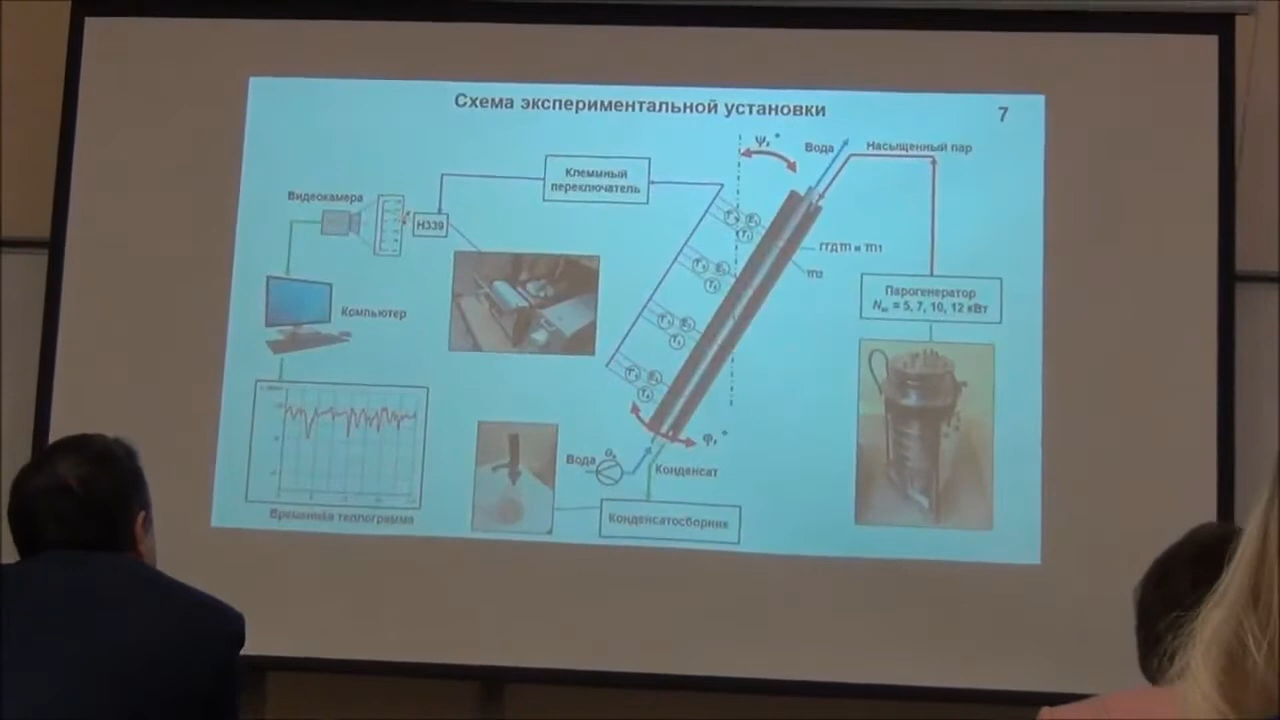 Схема экспериментальной установки
7
ψ, °
Вода
Насыщенный пар
Клеммный
переключатель
Видеокамера
Н339
ГГДТ и m1
m2
Парогенератор
= 5, 7, 10, 12 кВт
Компьютер
φ, °
Вода
Конденсат
Временная теплограмма
Конденсатосборник